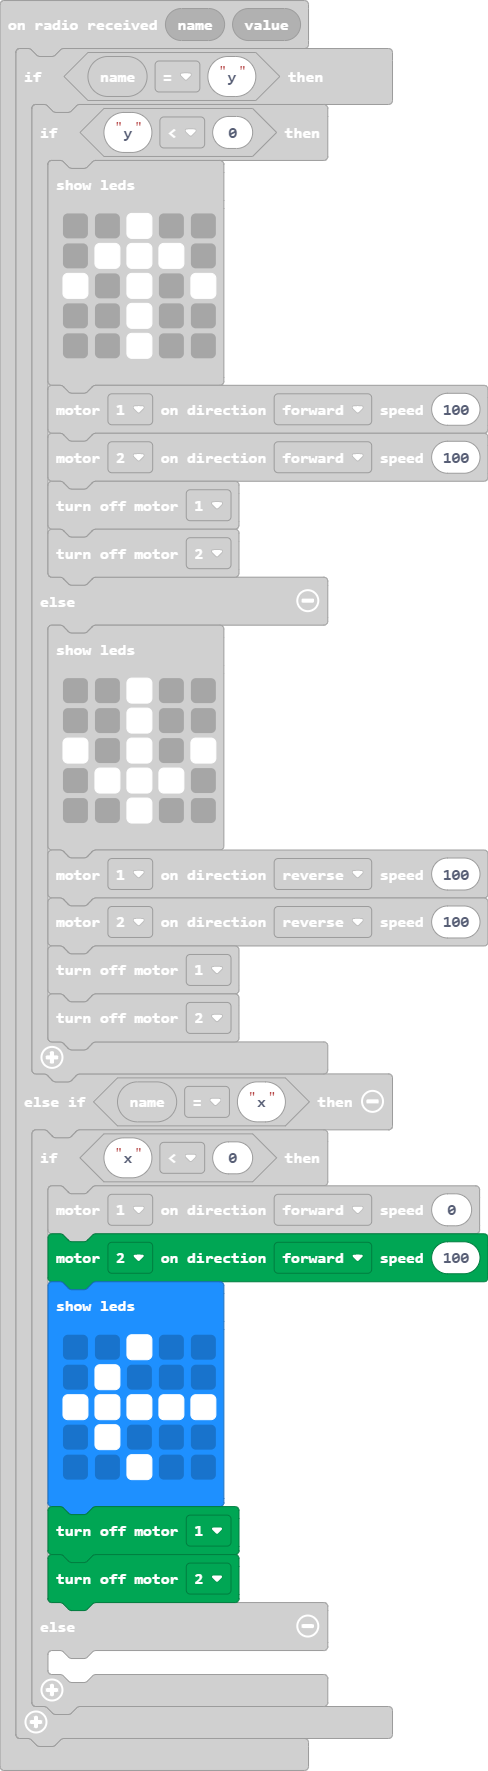 on radio received name value
if name = "y" then
if "y" < 0 then
show leds
motor 1 on direction forward speed 100
motor 2 on direction forward speed 100
turn off motor 1
turn off motor 2
else
show leds
motor 1 on direction reverse speed 100
motor 2 on direction reverse speed 100
turn off motor 1
turn off motor 2
else if name = "x" then
if "x" < 0 then
motor 1 on direction forward speed 0
motor 2 on direction forward speed 100
show leds
turn off motor 1
turn off motor 2
else